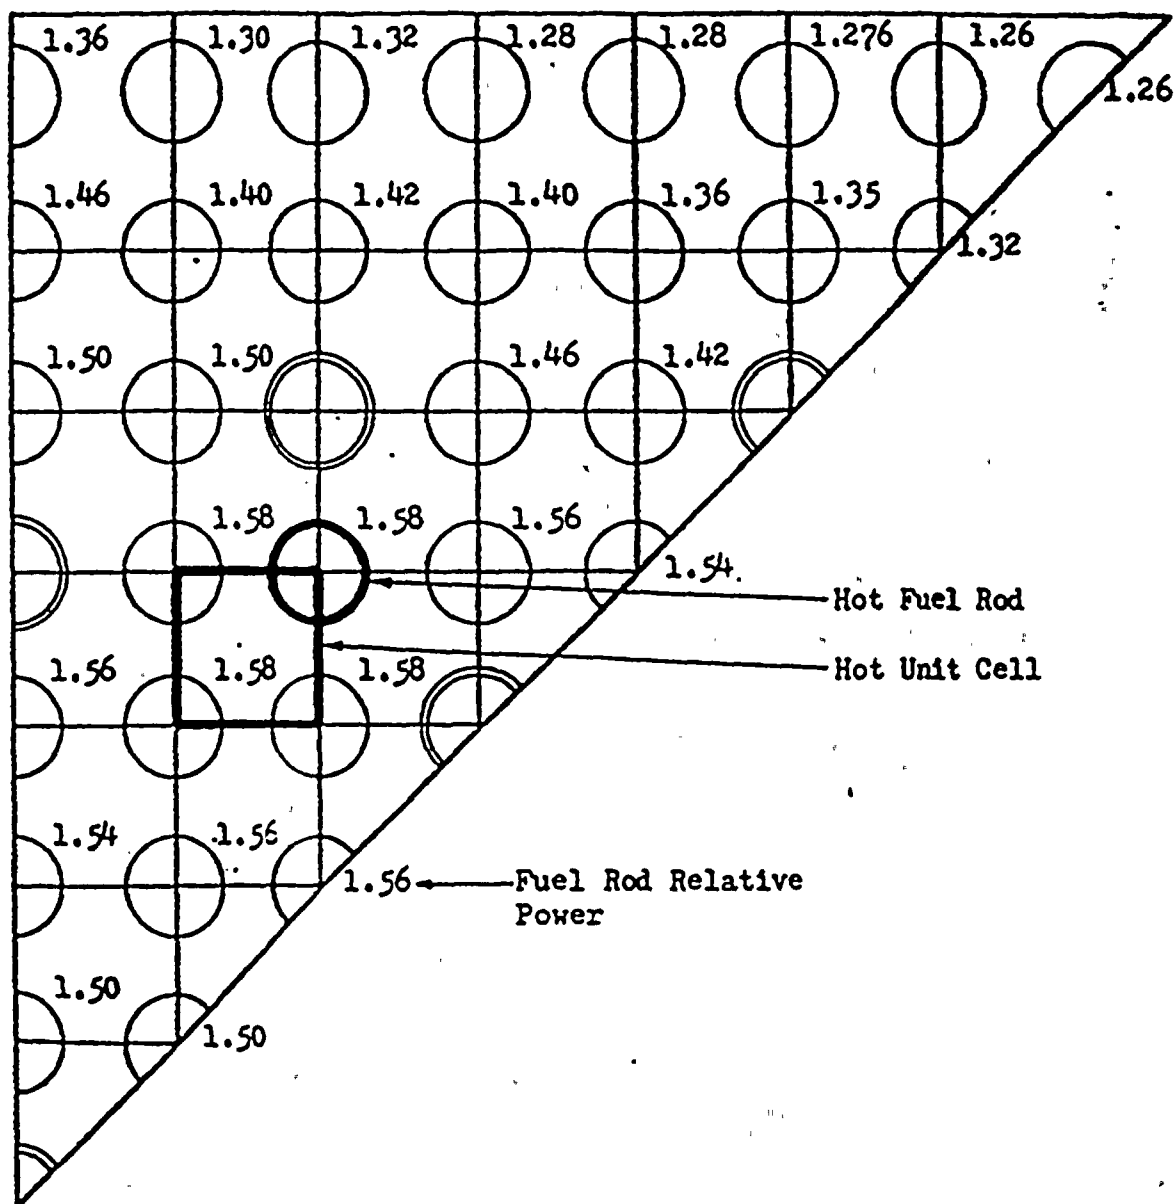 1.36 1.30 1.32 1.28 1.28 1.276 1.26
1.26
1.46 1.40 1.42 1.40 1.36 1.35
1.32
1.50 1.50 1.46 1.42
1.58 1.58 1.56
1.54
Hot Fuel Rod
1.56 1.58 1.58
Hot Unit Cell
1.54 1.56
1.56 Fuel Rod Relative
Power
1.50
1.50